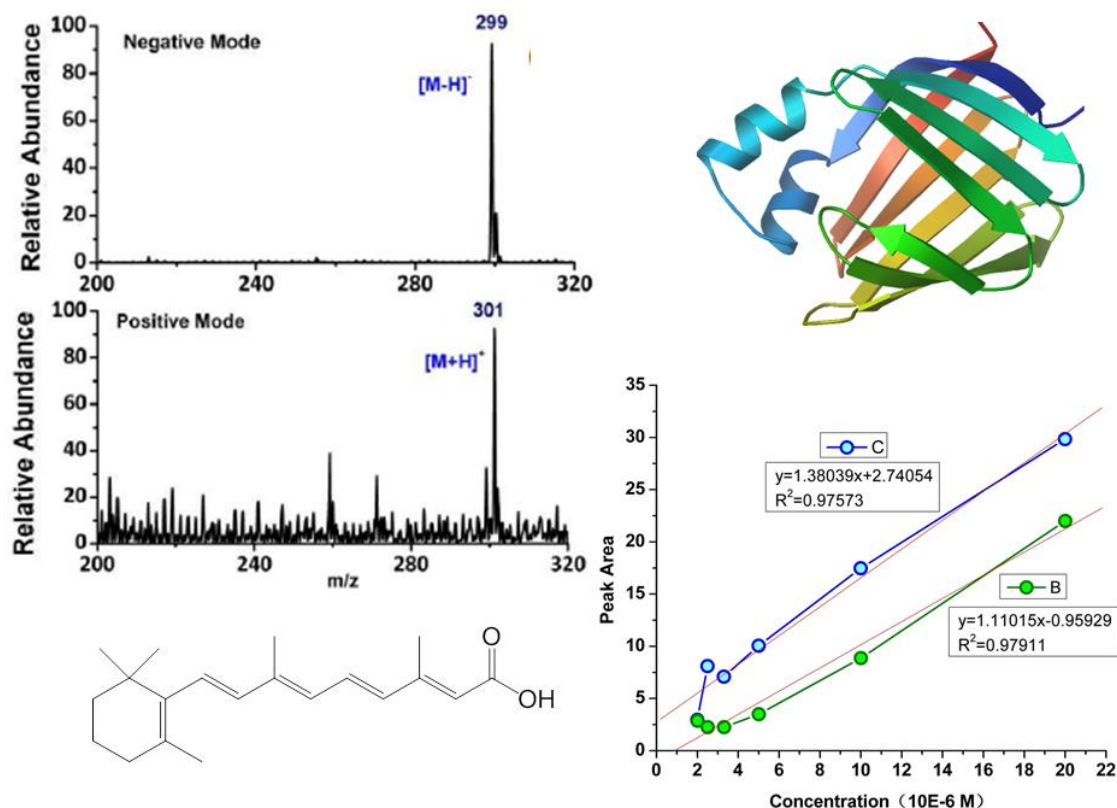 100
80
60
40
20
0
Relative Abundance
Negative Mode
299
[M-H]⁻
200
240
280
320
100
80
60
40
20
0
Relative Abundance
Positive Mode
301
[M+H]⁺
200
240
280
320
m/z
O
OH
35
30
25
20
15
10
5
0
Peak Area
C
y=1.38039x+2.74054
R²=0.97573
B
y=1.11015x-0.95929
R²=0.97911
0 2 4 6 8 10 12 14 16 18 20 22
Concentration（10E-6 M）